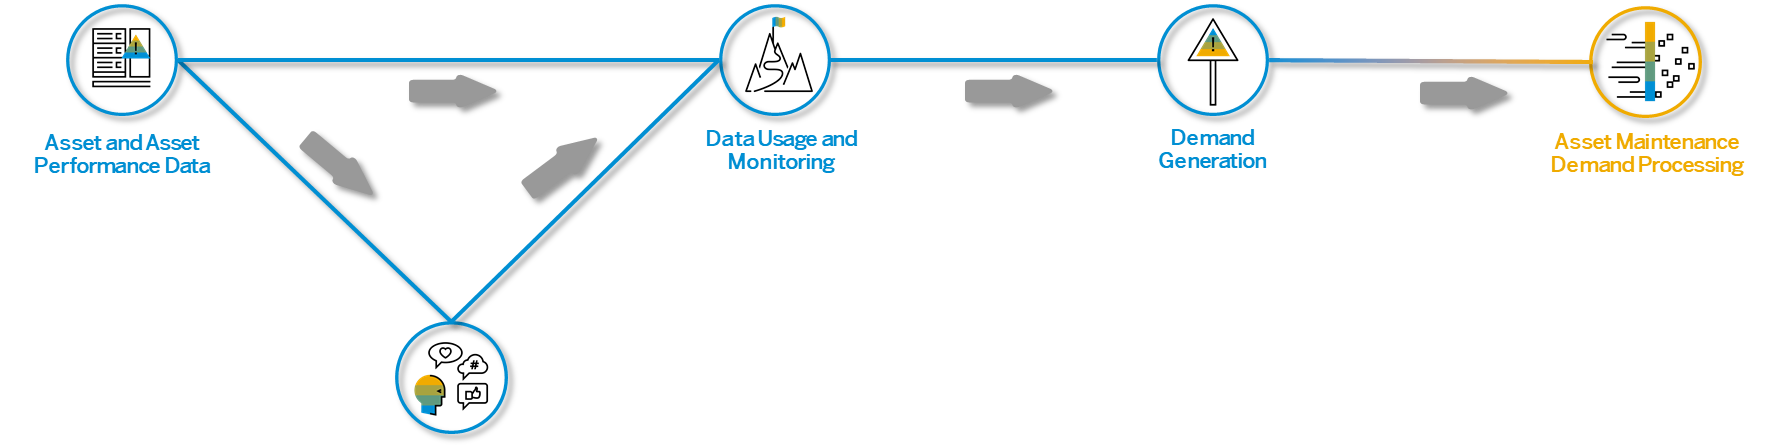 Asset and Asset
Performance Data
Data Usage and
Monitoring
Demand
Generation
Asset Maintenance
Demand Processing
#